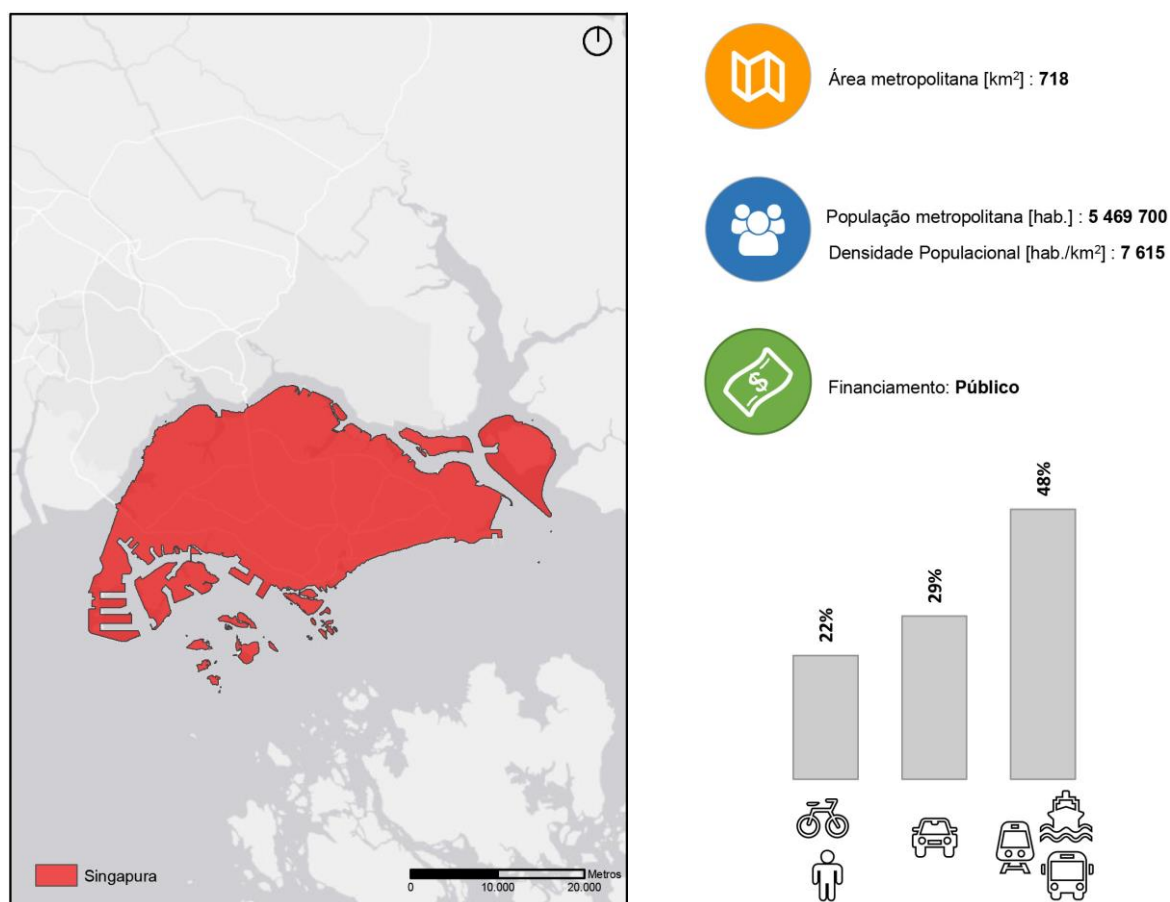 Área metropolitana [km²] : 718
População metropolitana [hab.] : 5 469 700
Densidade Populacional [hab./km²] : 7 615
$
Financiamento: Público
48%
29%
22%
Singapura
Metros
0 10.000 20.000